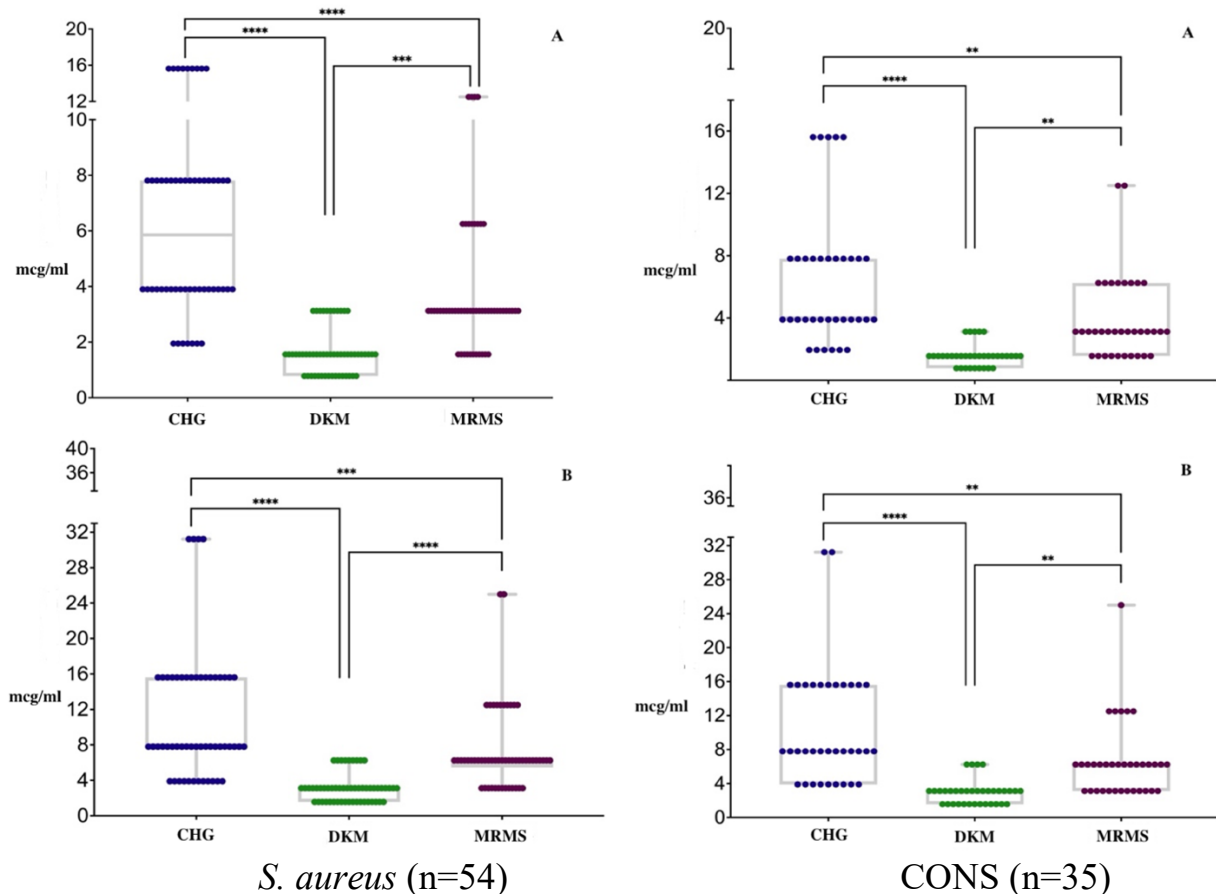 20
16
12
10
8
6
4
2
0
mcg/ml
A
****
****
***
CHG
DKM
MRMS
20
16
12
8
4
mcg/ml
A
**
****
**
CHG
DKM
MRMS
40
36
32
28
24
20
16
12
8
4
0
mcg/ml
B
***
****
****
CHG
DKM
MRMS
36
32
28
24
20
16
12
8
4
0
mcg/ml
B
**
****
**
CHG
DKM
MRMS
S. aureus (n=54)
CONS (n=35)